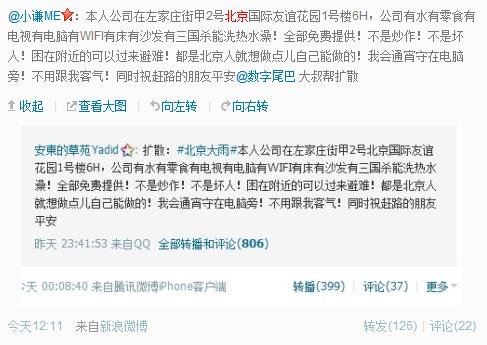 @小谦ME：本人公司在左家庄街甲2号北京国际友谊花园1号楼6H，公司有水有零食有
电视有电脑有WIFI有床有沙发有三国杀能洗热水澡！全部免费提供！不是炒作！不是坏
人！困在附近的可以过来避难！都是北京人就想做点儿自己能做的！我会通宵守在电脑
旁！不用跟我客气！同时祝赶路的朋友平安@数字尾巴 大叔帮扩散
收起 | 查看大图 向左转 向右转
安東的草苑Yadid：扩散：#北京大雨#本人公司在左家庄街甲2号北京国际友谊
花园1号楼6H，公司有水有零食有电视有电脑有WIFI有床有沙发有三国杀能洗热水
澡！全部免费提供！不是炒作！不是坏人！困在附近的可以过来避难！都是北京人
就想做点儿自己能做的！我会通宵守在电脑旁！不用跟我客气！同时祝赶路的朋友
平安
昨天 23:41:53 来自QQ 全部转播和评论(806)
天 00:08:40 来自腾讯微博iPhone客户端 转播(399) | 评论(37) | 更多
今天12:11 来自新浪微博 转发(126) | 评论(22)